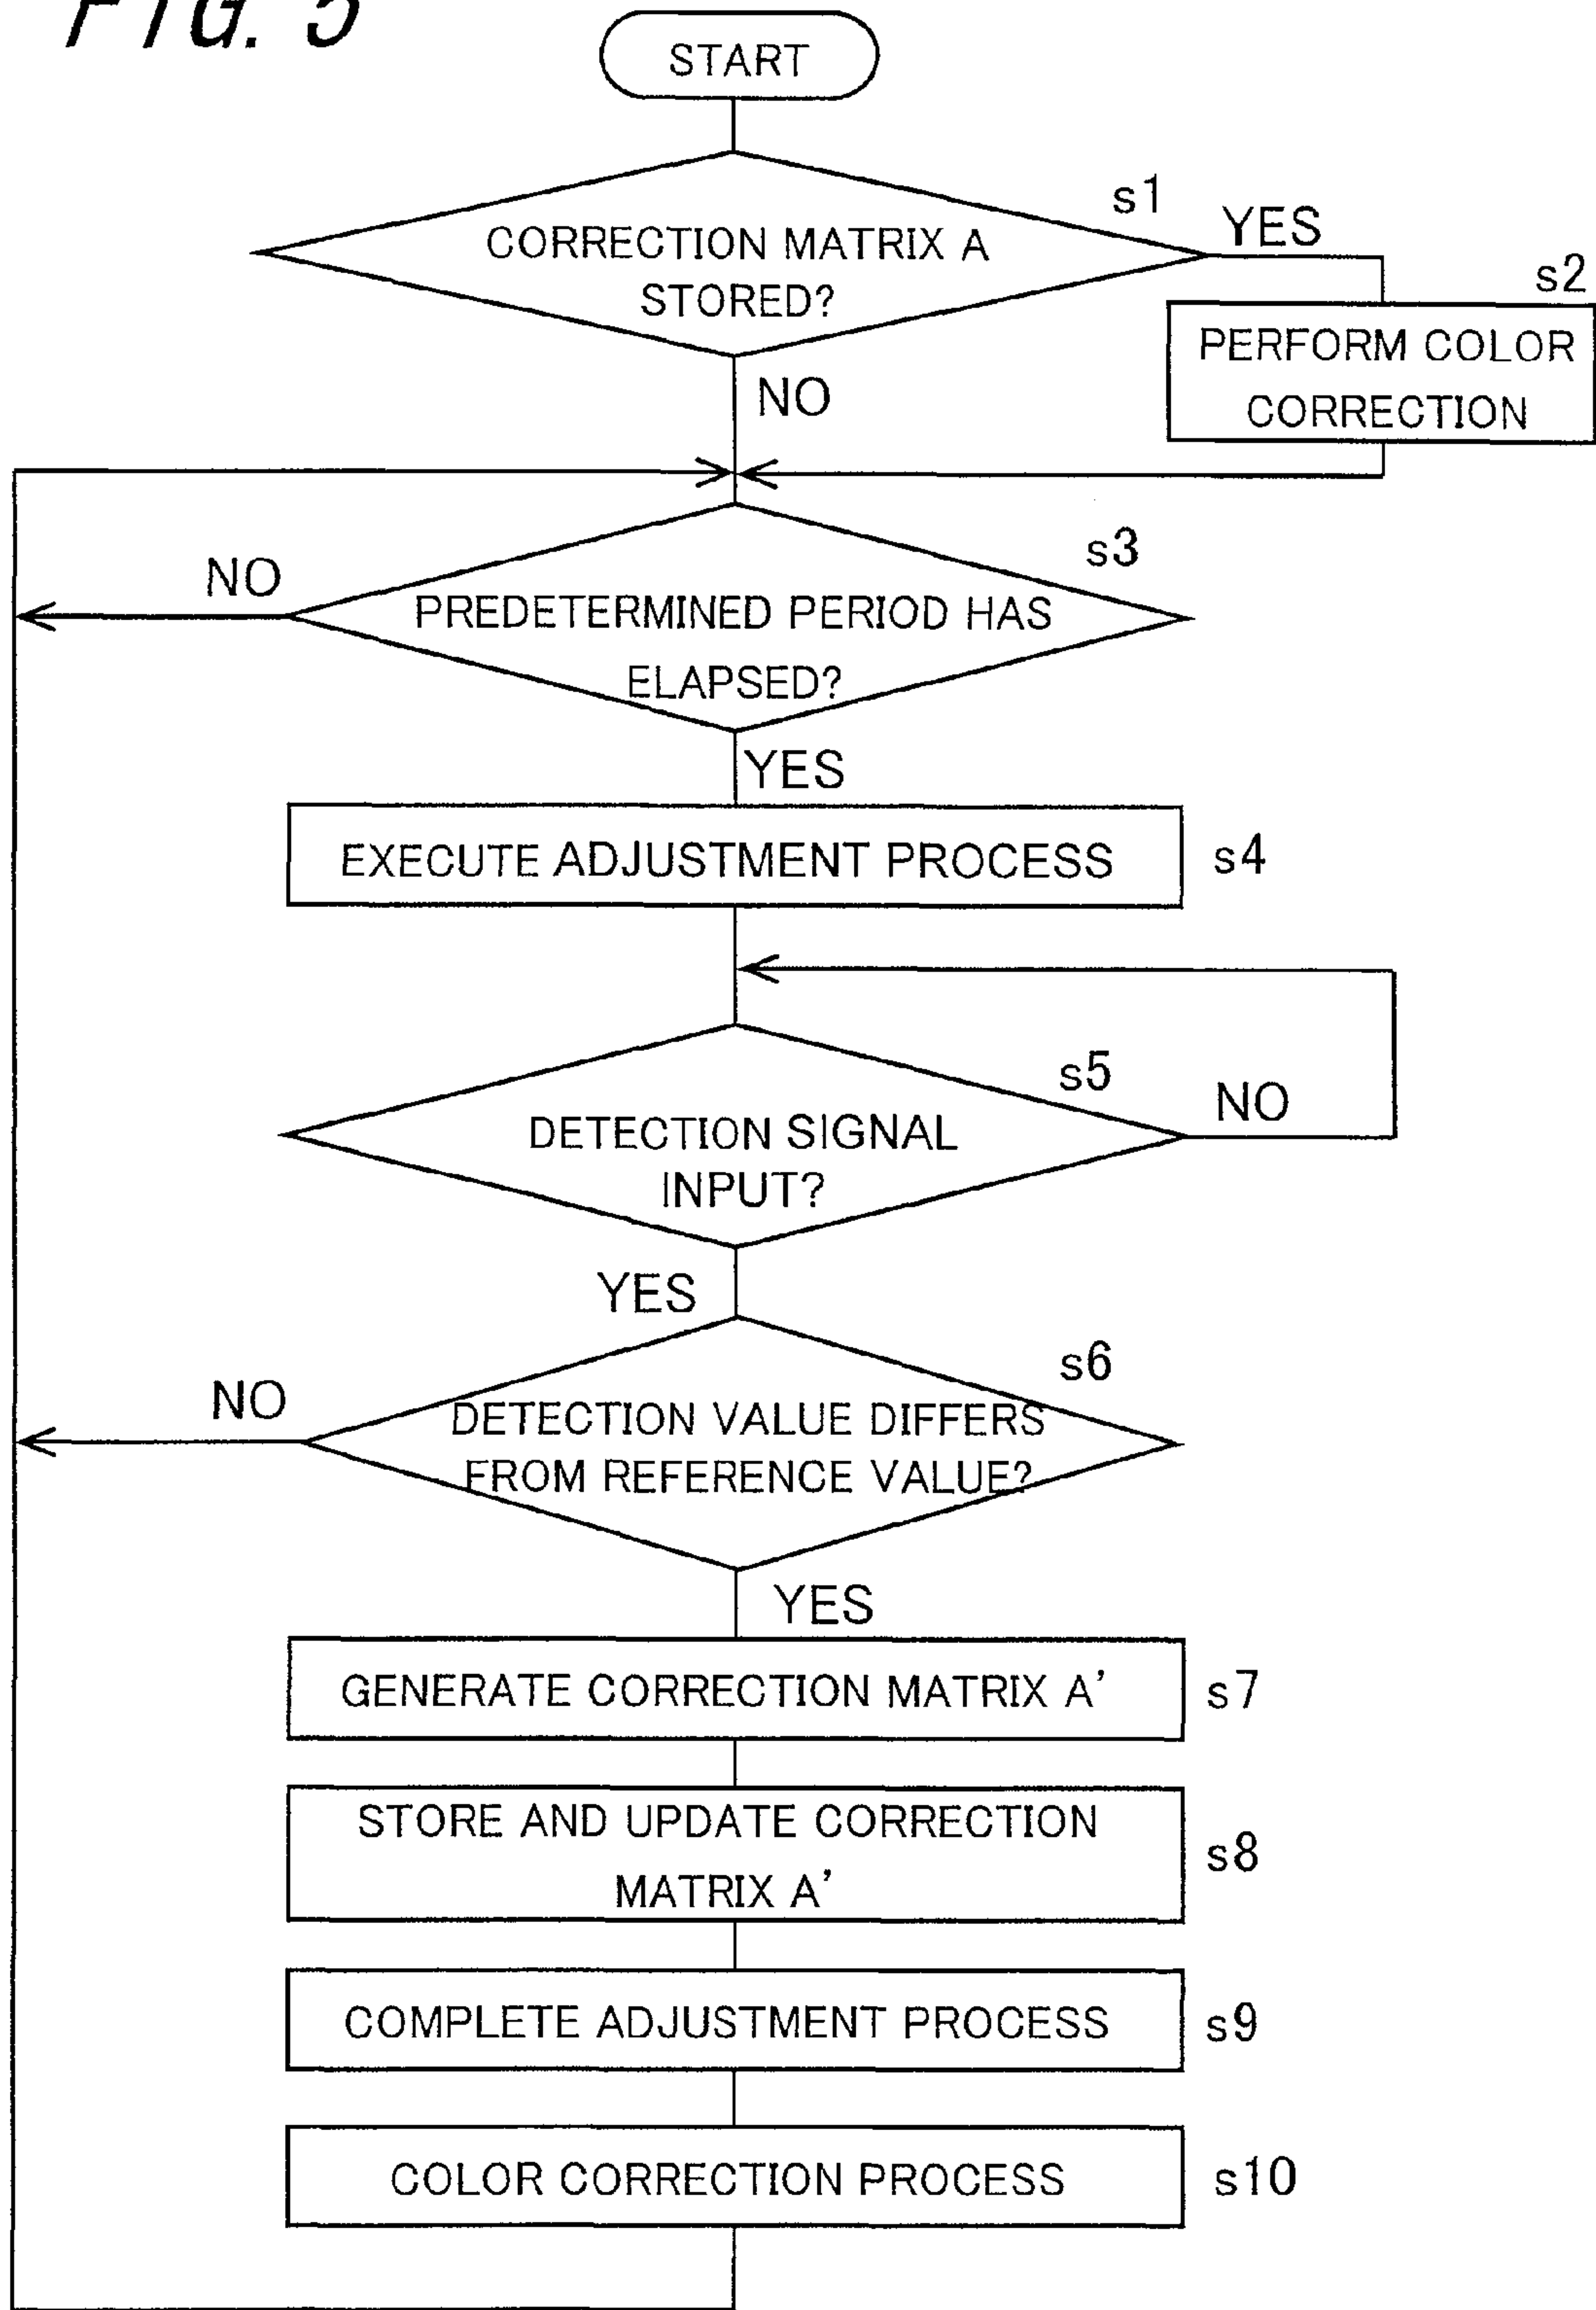 FIG. 5
START
s1
YES
CORRECTION MATRIX A
STORED?
s2
PERFORM COLOR
CORRECTION
NO
s3
NO
PREDETERMINED PERIOD HAS
ELAPSED?
YES
EXECUTE ADJUSTMENT PROCESS
s4
s5
NO
DETECTION SIGNAL
INPUT?
YES
s6
NO
DETECTION VALUE DIFFERS
FROM REFERENCE VALUE?
YES
GENERATE CORRECTION MATRIX A'
s7
STORE AND UPDATE CORRECTION
MATRIX A'
s8
COMPLETE ADJUSTMENT PROCESS
s9
COLOR CORRECTION PROCESS
s10